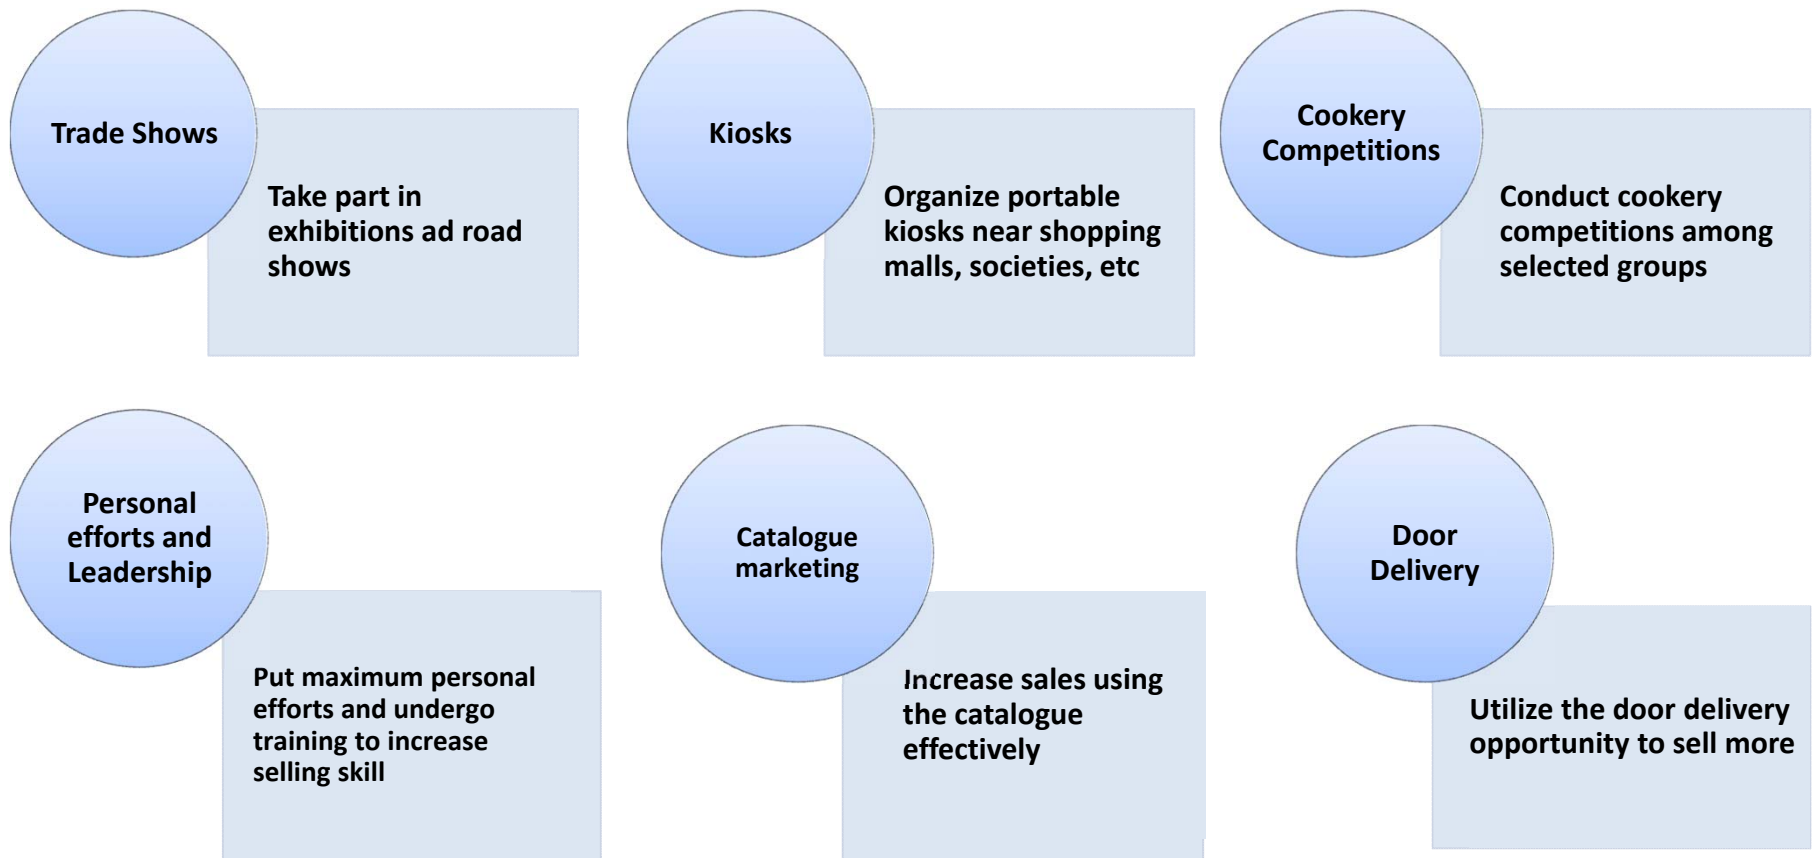 Trade Shows
Take part in
exhibitions ad road
shows
Kiosks
Organize portable
kiosks near shopping
malls, societies, etc
Cookery
Competitions
Conduct cookery
competitions among
selected groups
Personal
efforts and
Leadership
Put maximum personal
efforts and undergo
training to increase
selling skill
Catalogue
marketing
Increase sales using
the catalogue
effectively
Door
Delivery
Utilize the door delivery
opportunity to sell more